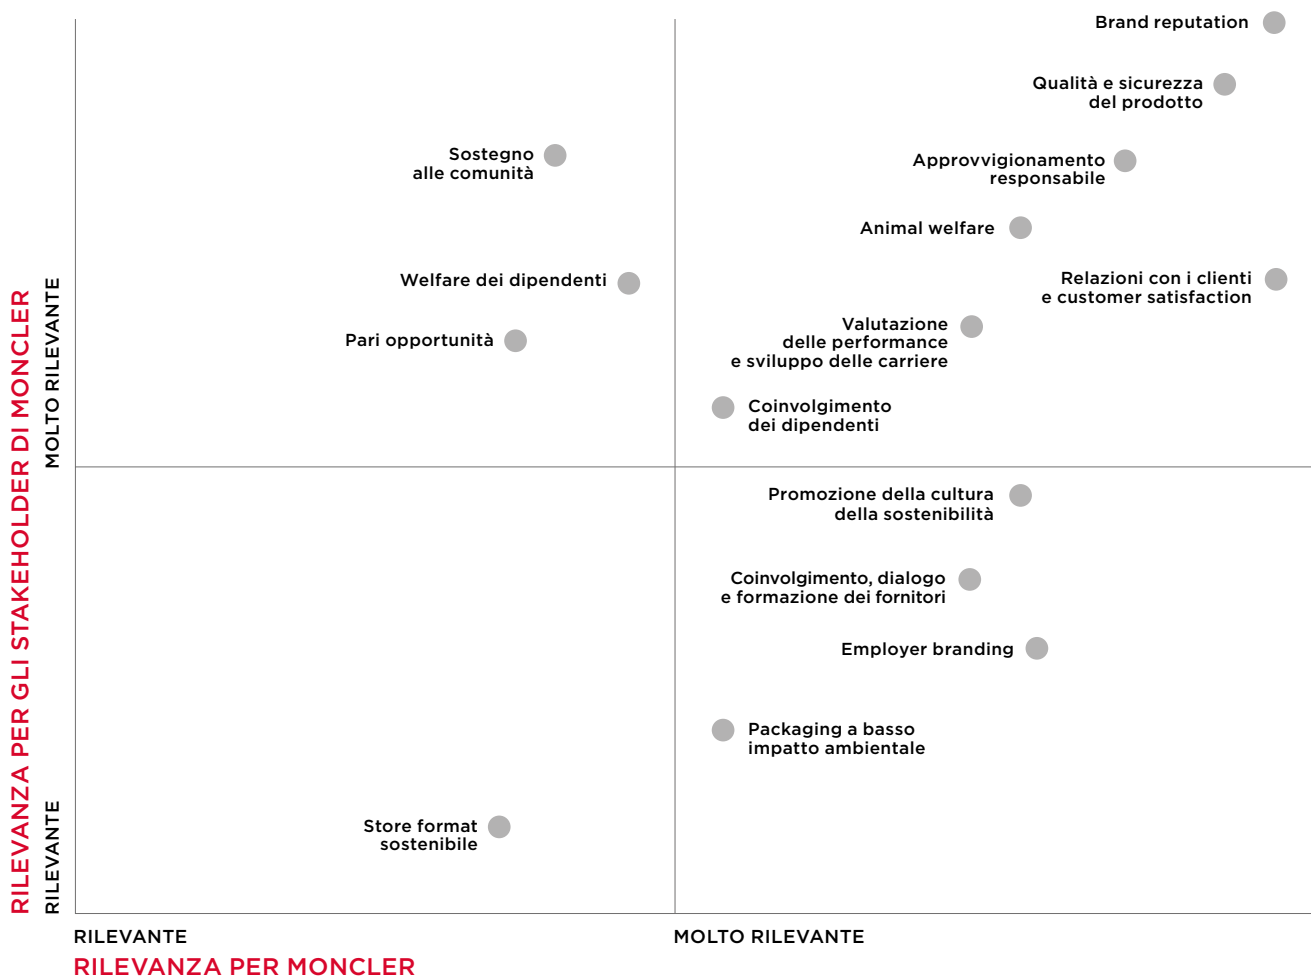 Brand reputation
Qualità e sicurezza
del prodotto
Sostegno
alle comunità
Approvvigionamento
responsabile
Animal welfare
Welfare dei dipendenti
Relazioni con i clienti
e customer satisfaction
Pari opportunità
Valutazione
delle performance
e sviluppo delle carriere
Coinvolgimento
dei dipendenti
Promozione della cultura
della sostenibilità
Coinvolgimento, dialogo
e formazione dei fornitori
Employer branding
Packaging a basso
impatto ambientale
Store format
sostenibile
RILEVANZA PER GLI STAKEHOLDER DI MONCLER
MOLTO RILEVANTE
RILEVANTE
RILEVANTE
MOLTO RILEVANTE
RILEVANZA PER MONCLER